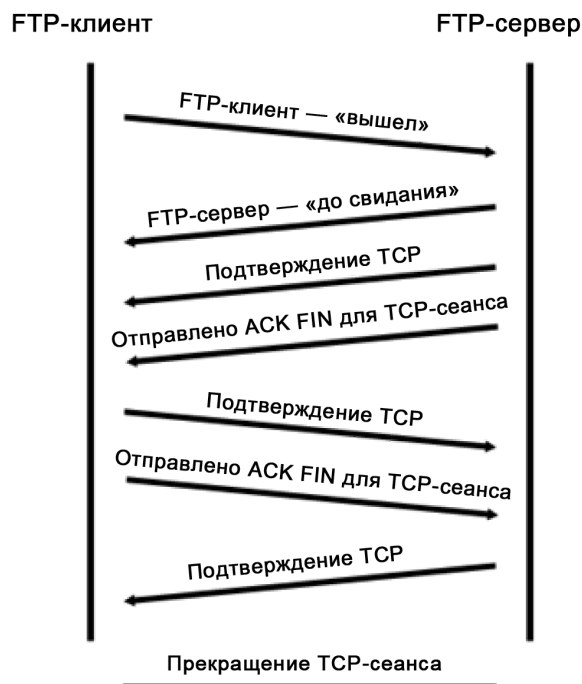 FTP-клиент
FTP-сервер
FTP-клиент — «вышел»
FTP-сервер — «до свидания»
Подтверждение TCP
Отправлено ACK FIN для TCP-сеанса
Подтверждение TCP
Отправлено ACK FIN для TCP-сеанса
Подтверждение TCP
Прекращение TCP-сеанса